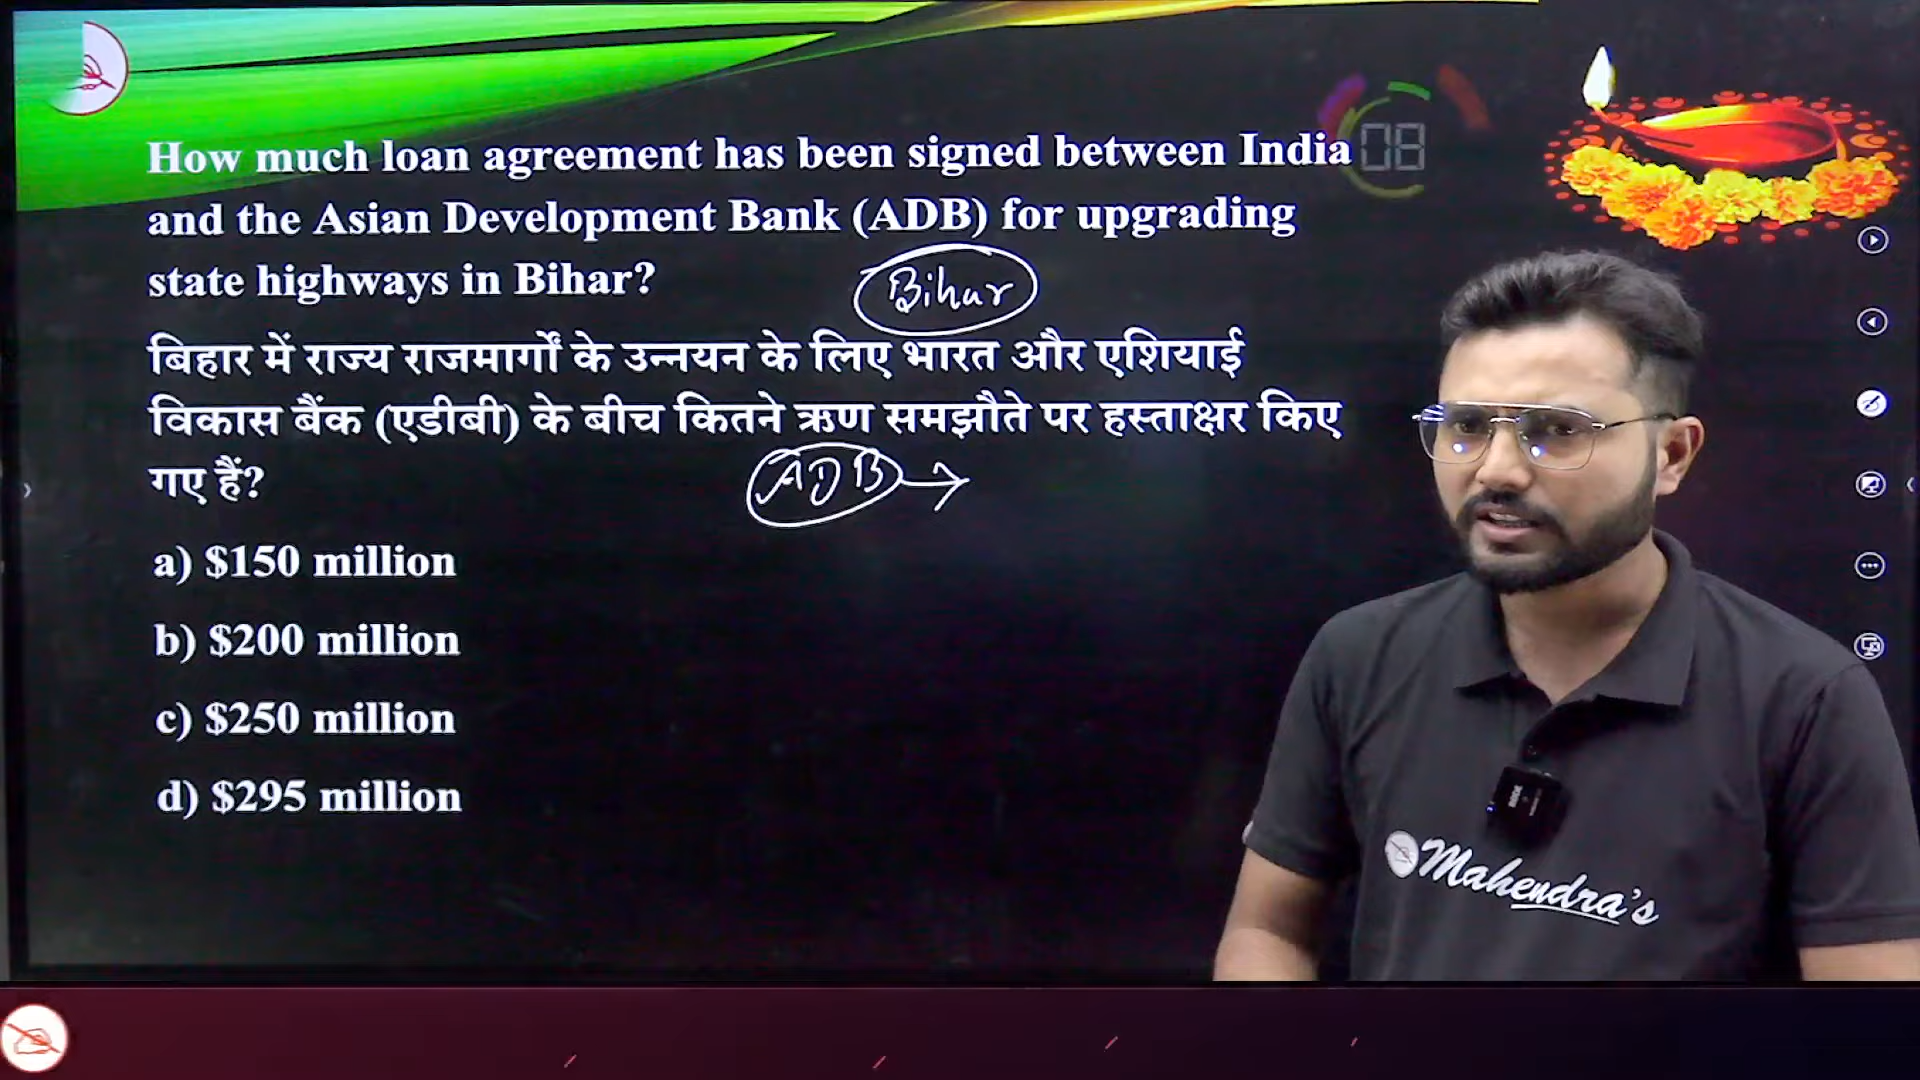 How much loan agreement has been signed between India
08
and the Asian Development Bank (ADB) for upgrading
state highways in Bihar?
Bihar
बिहार में राज्य राजमार्गों के उन्नयन के लिए भारत और एशियाई
विकास बैंक (एडीबी) के बीच कितने ऋण समझौते पर हस्ताक्षर किए
गए हैं?
ADB
a) $150 million
b) $200 million
c) $250 million
d) $295 million
RODE
Mahendra's